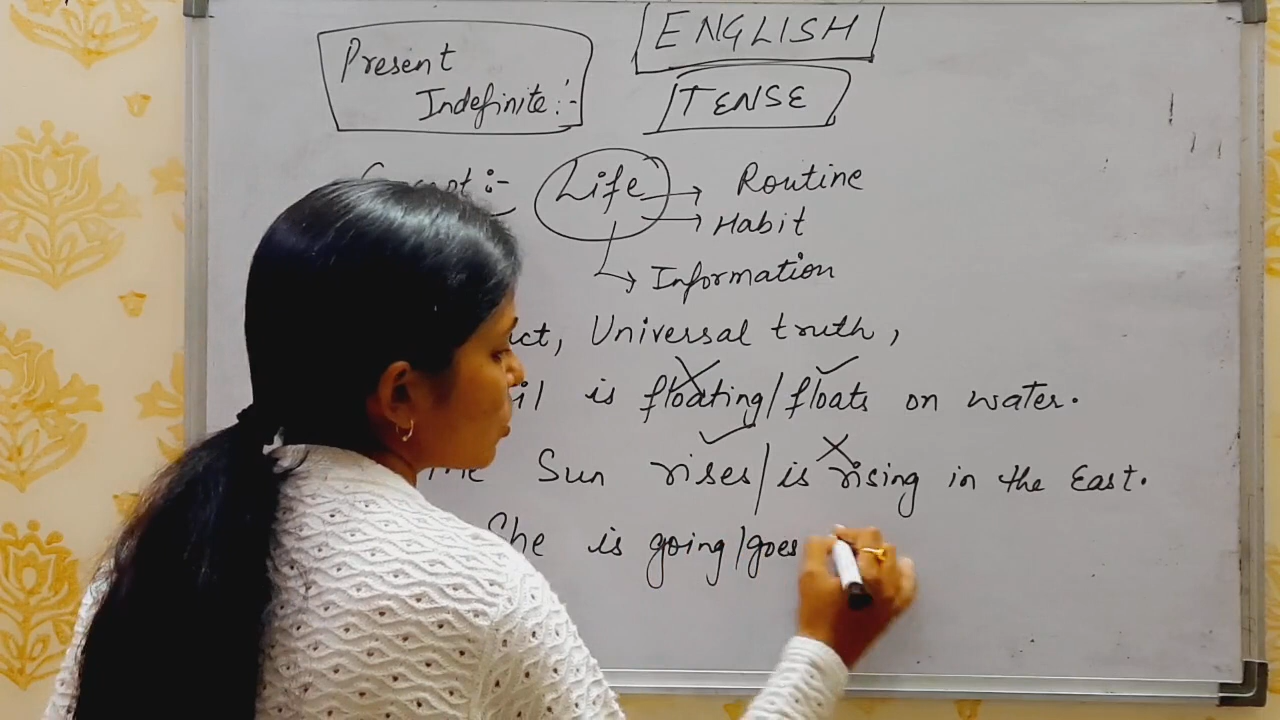 ENGLISH
TENSE
Present
Indefinite:-
:- Life → Routine
→ Habit
→ Information
Universal truth,
is floating/floats on water.
Sun rises/is rising in the East.
She is going/goes